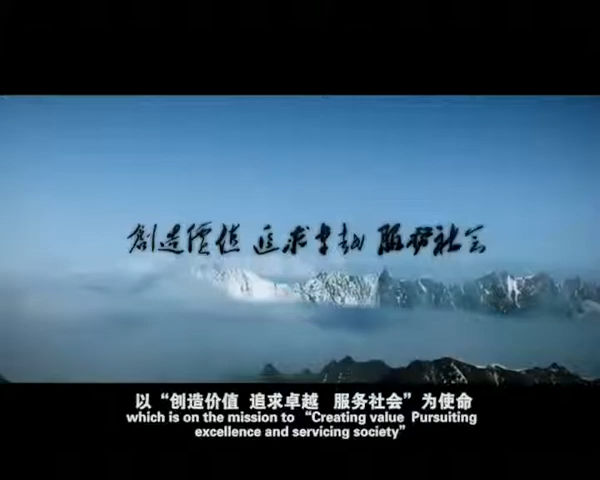 創造價值 追求卓越 服務社会
以“创造价值 追求卓越 服务社会”为使命
which is on the mission to “Creating value Pursuiting
excellence and servicing society”